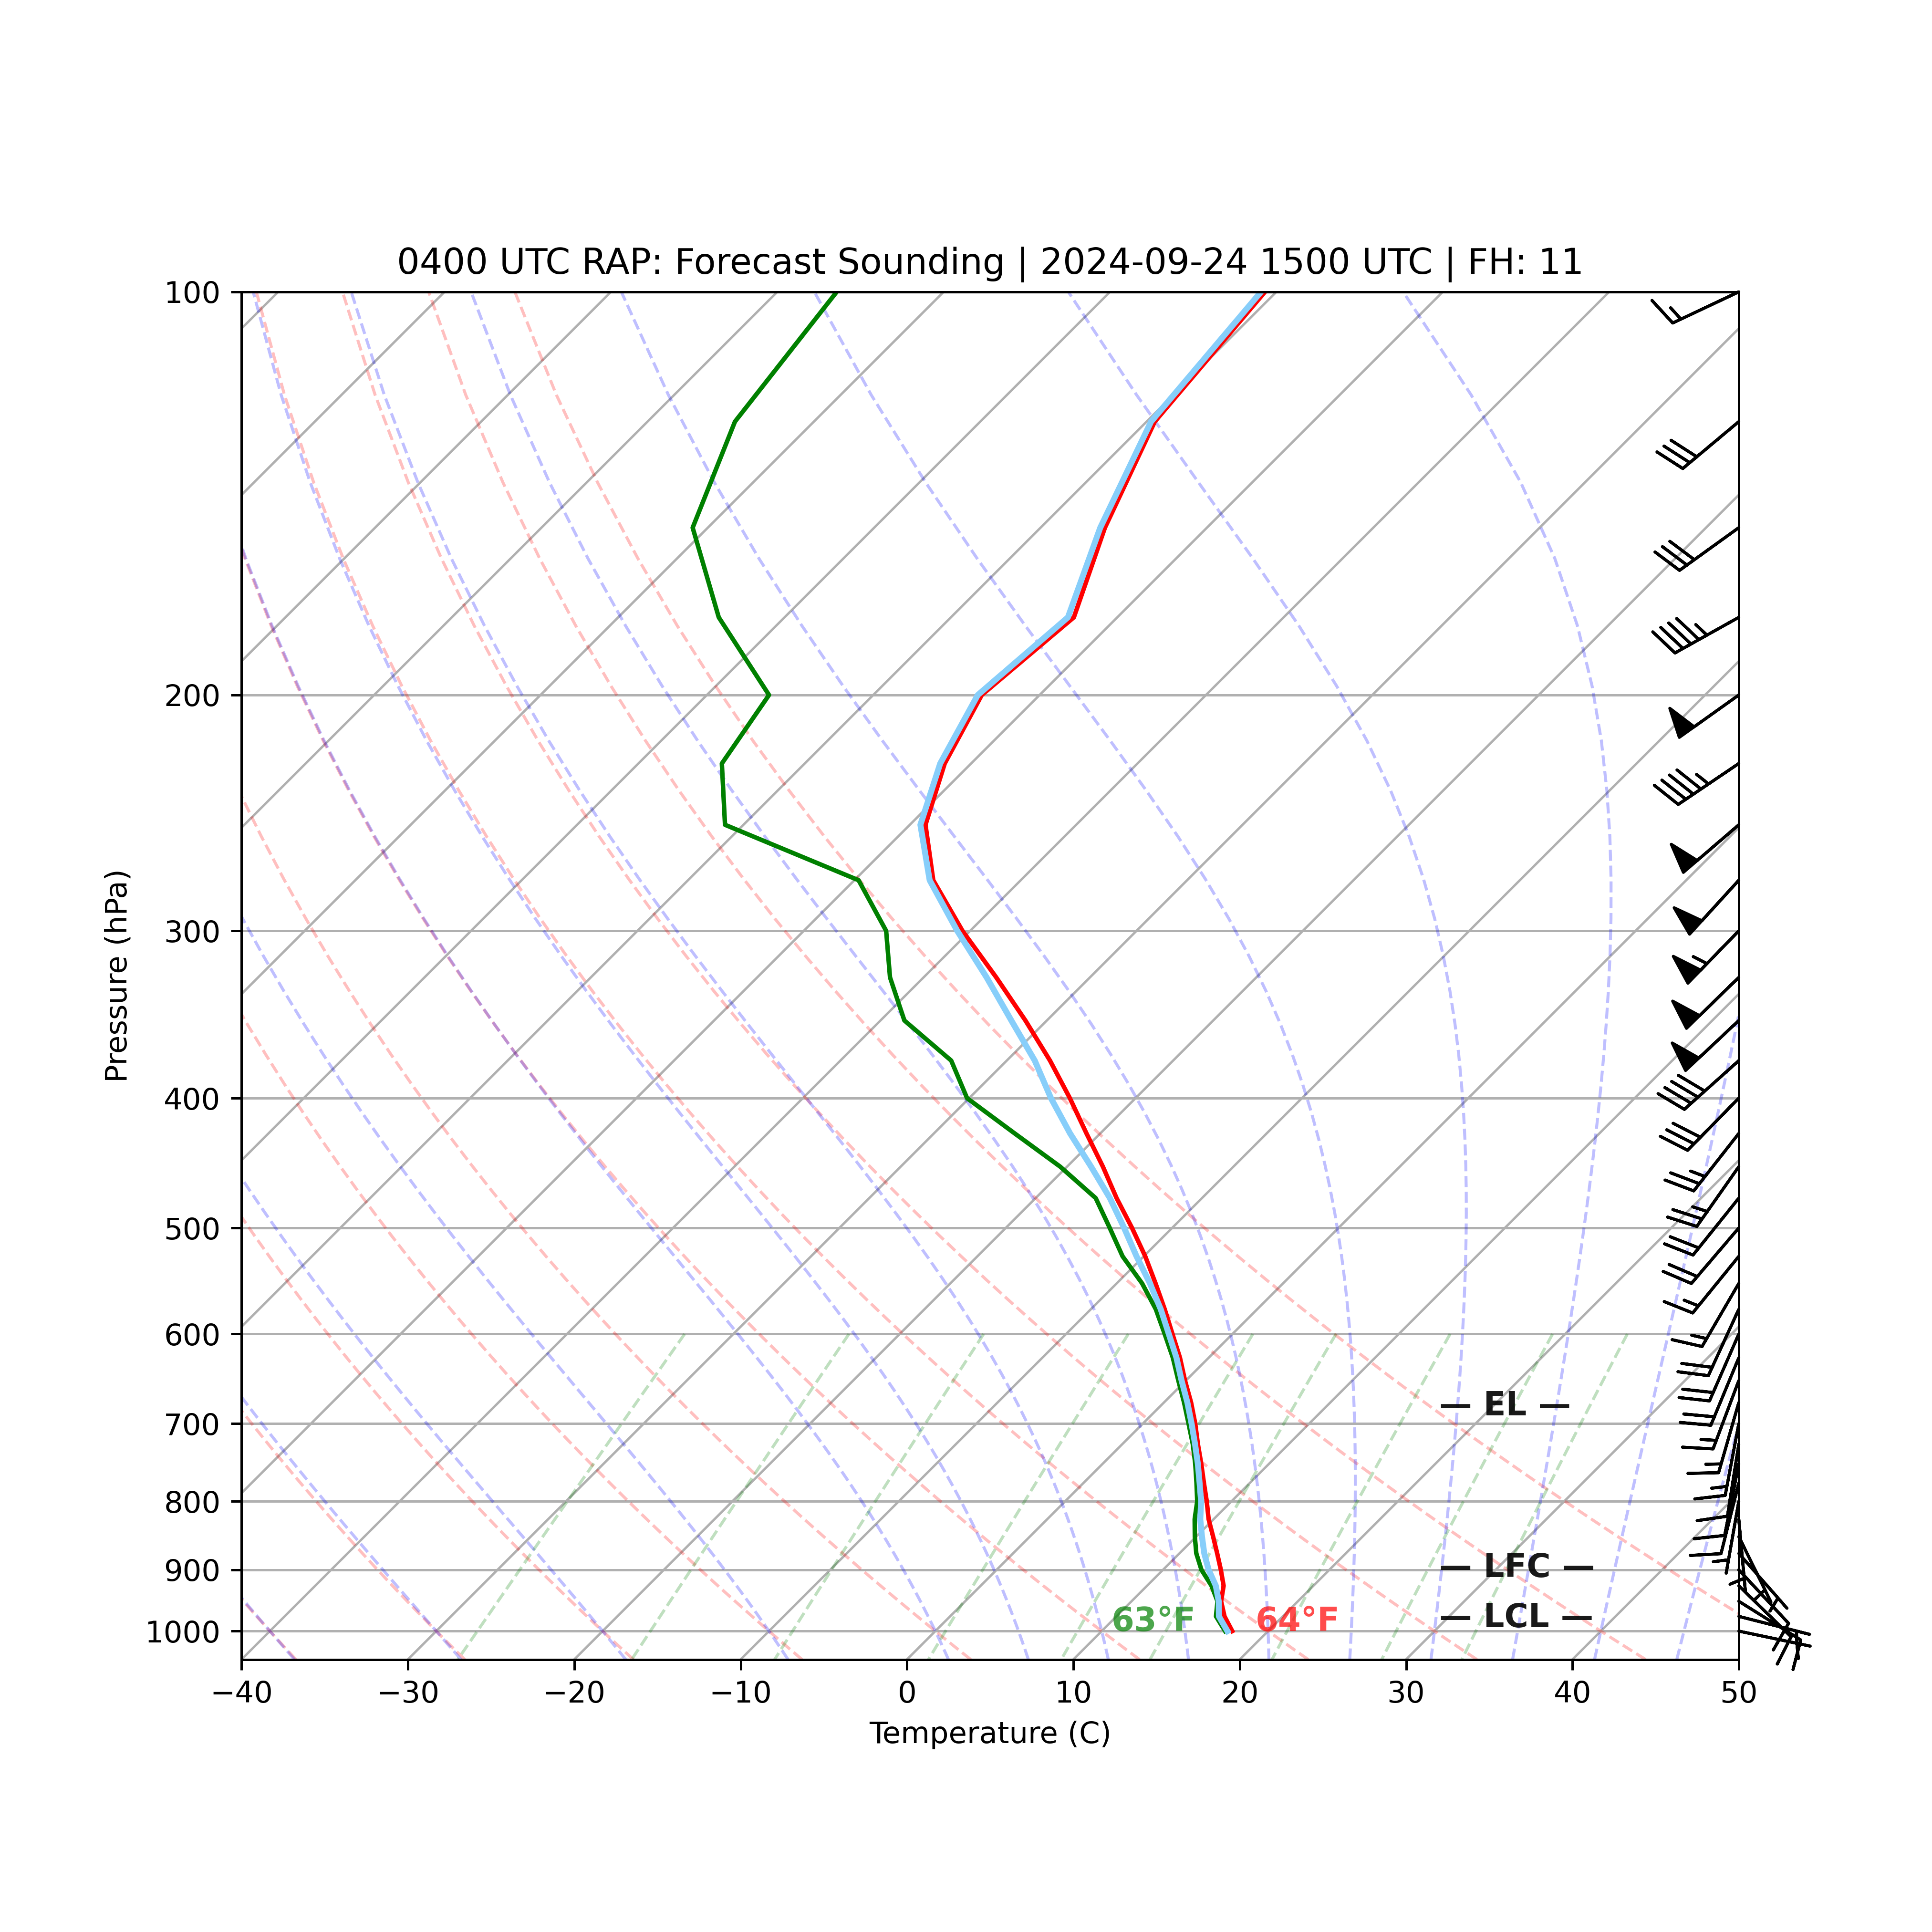 0400 UTC RAP: Forecast Sounding | 2024-09-24 1500 UTC | FH: 11
100
200
300
400
500
600
700
800
900
1000
Pressure (hPa)
— EL —
— LFC —
— LCL —
63°F
64°F
−40 −30 −20 −10 0 10 20 30 40 50
Temperature (C)